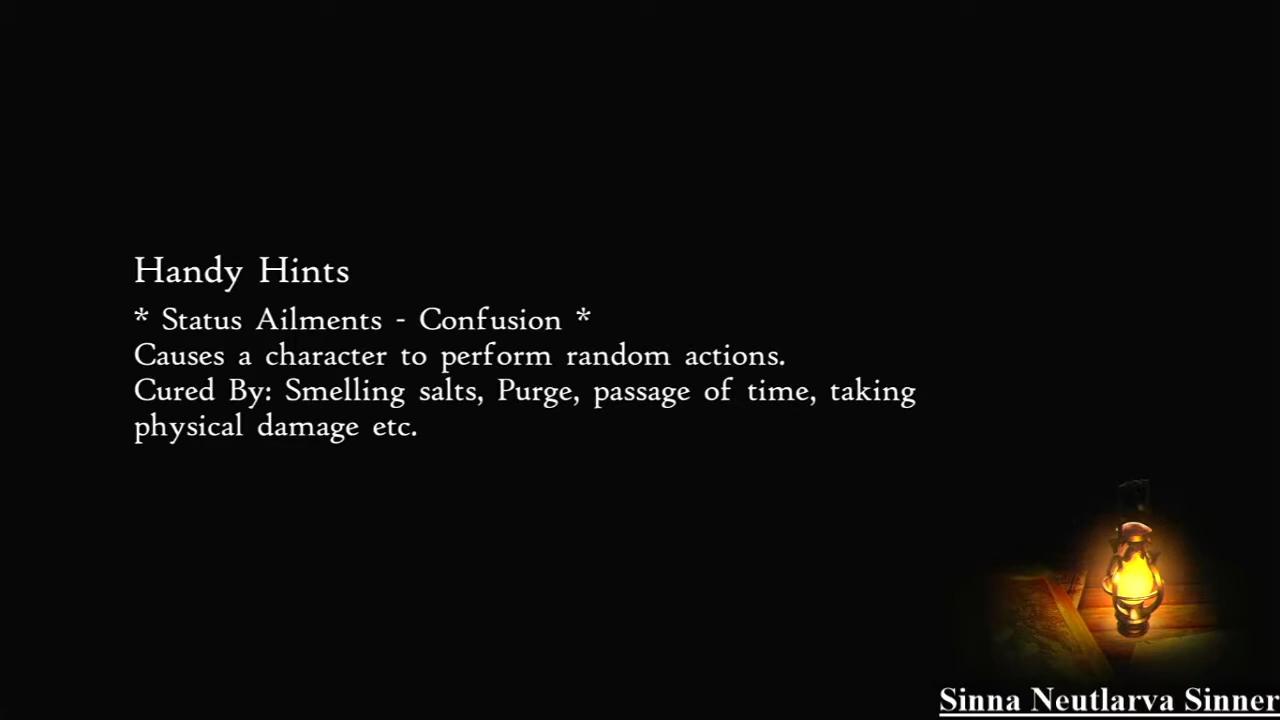 Handy Hints
* Status Ailments - Confusion *
Causes a character to perform random actions.
Cured By: Smelling salts, Purge, passage of time, taking
physical damage etc.
Sinna Neutlarva Sinner